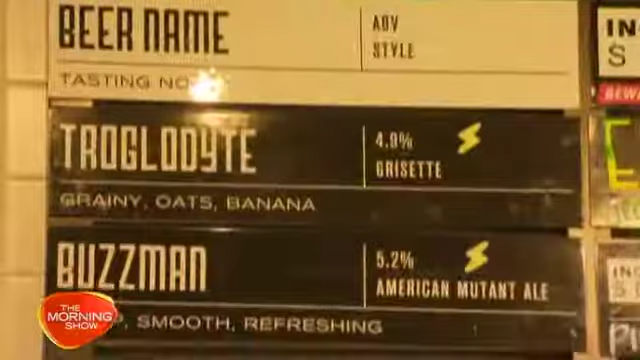 BEER NAME
ABV
STYLE
TASTING
TROGLODYTE
4.9%
GRISETTE
GRAINY, OATS, BANANA
BUZZMAN
5.2%
AMERICAN MUTANT ALE
SMOOTH, REFRESHING
THE
MORNING
SHOW
IN
S